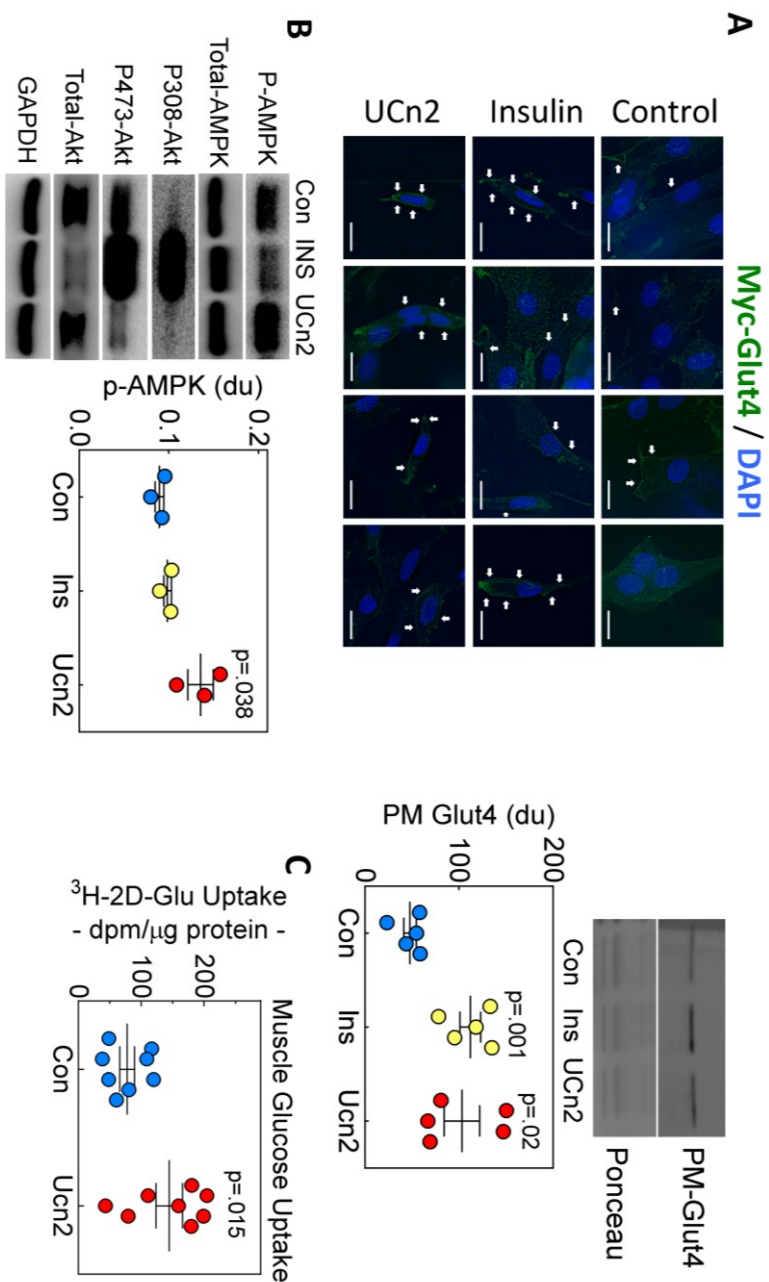 A
Myc-Glut4 / DAPI
Control
Insulin
UCn2
PM-Glut4
Ponceau
Con Ins UCn2
PM Glut4 (du)
200
100
0
p=.001
p=.02
Con Ins Ucn2
B
Con INS UCn2
P-AMPK
Total-AMPK
P308-Akt
P473-Akt
Total-Akt
GAPDH
p-AMPK (du)
0.2
0.1
0.0
p=.038
Con Ins Ucn2
C
Muscle Glucose Uptake
³H-2D-Glu Uptake
- dpm/μg protein -
200
100
0
p=.015
Con Ucn2